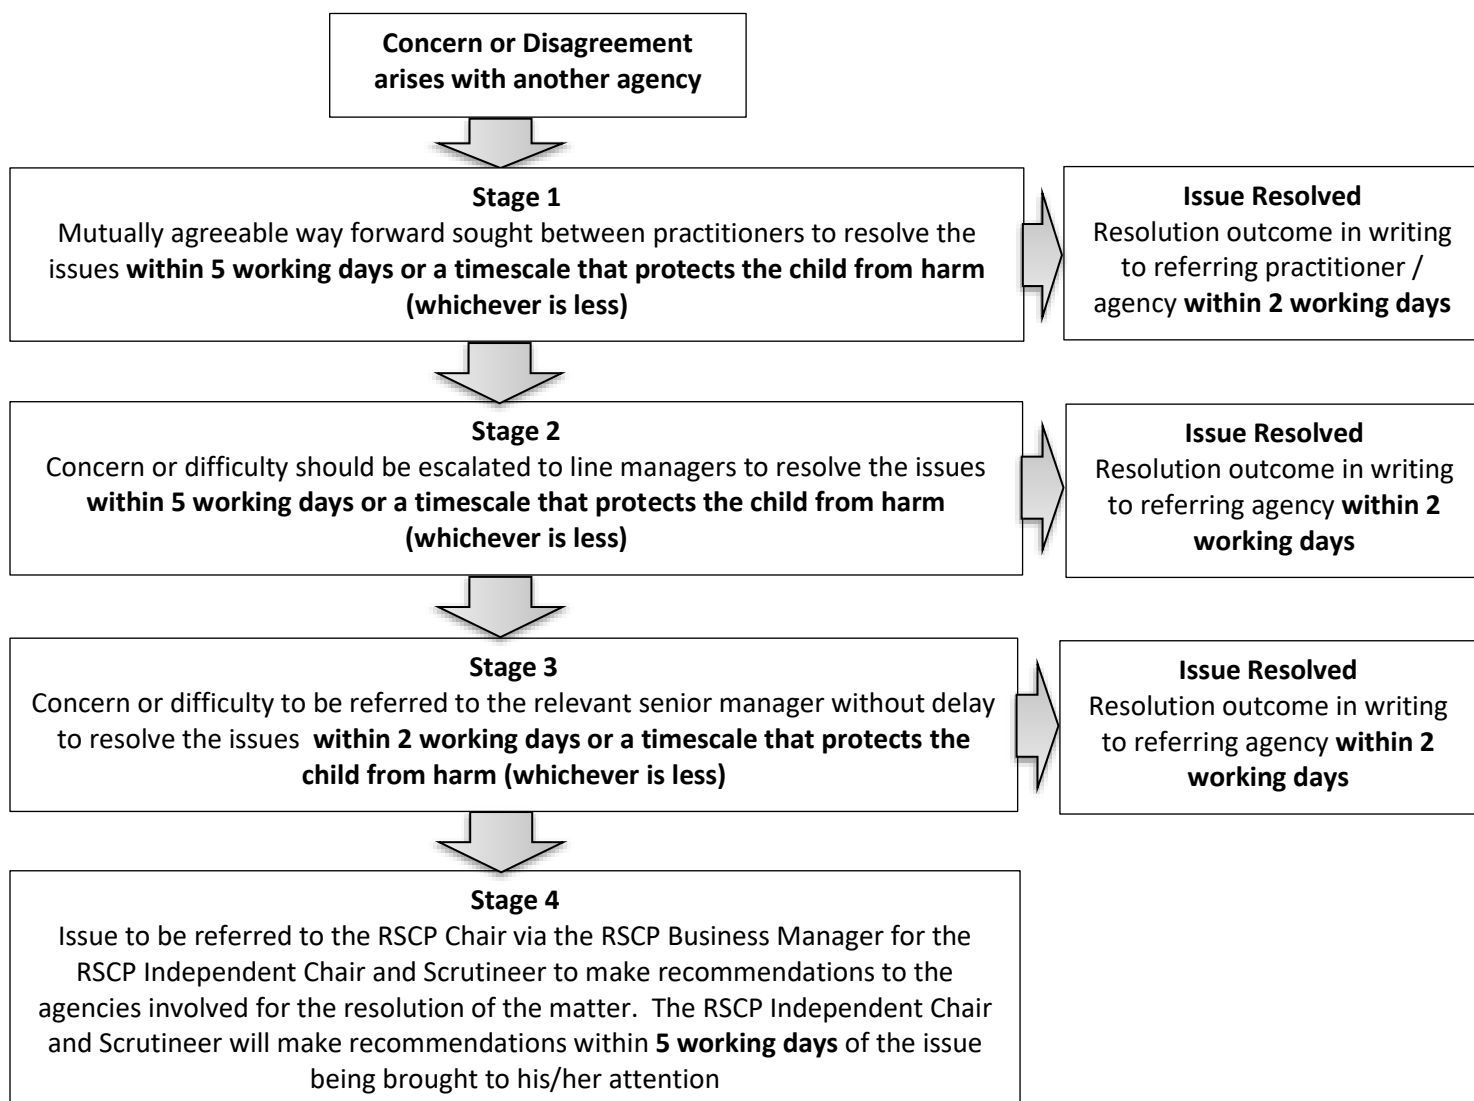 Concern or Disagreement
arises with another agency
Stage 1
Mutually agreeable way forward sought between practitioners to resolve the
issues within 5 working days or a timescale that protects the child from harm
(whichever is less)
Issue Resolved
Resolution outcome in writing
to referring practitioner /
agency within 2 working days
Stage 2
Concern or difficulty should be escalated to line managers to resolve the issues
within 5 working days or a timescale that protects the child from harm
(whichever is less)
Issue Resolved
Resolution outcome in writing
to referring agency within 2
working days
Stage 3
Concern or difficulty to be referred to the relevant senior manager without delay
to resolve the issues  within 2 working days or a timescale that protects the
child from harm (whichever is less)
Issue Resolved
Resolution outcome in writing
to referring agency within 2
working days
Stage 4
Issue to be referred to the RSCP Chair via the RSCP Business Manager for the
RSCP Independent Chair and Scrutineer to make recommendations to the
agencies involved for the resolution of the matter.  The RSCP Independent Chair
and Scrutineer will make recommendations within 5 working days of the issue
being brought to his/her attention